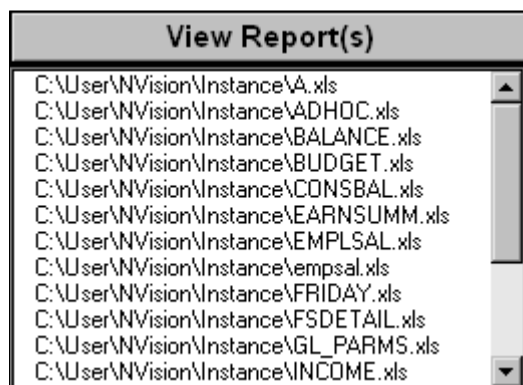 View Report(s)
C:\User\NVision\Instance\A.xls
C:\User\NVision\Instance\ADHOC.xls
C:\User\NVision\Instance\BALANCE.xls
C:\User\NVision\Instance\BUDGET.xls
C:\User\NVision\Instance\CONSBAL.xls
C:\User\NVision\Instance\EARNSUMM.xls
C:\User\NVision\Instance\EMPLSAL.xls
C:\User\NVision\Instance\empsal.xls
C:\User\NVision\Instance\FRIDAY.xls
C:\User\NVision\Instance\FSDETAIL.xls
C:\User\NVision\Instance\GL_PARMS.xls
C:\User\NVision\Instance\INCOME.xls